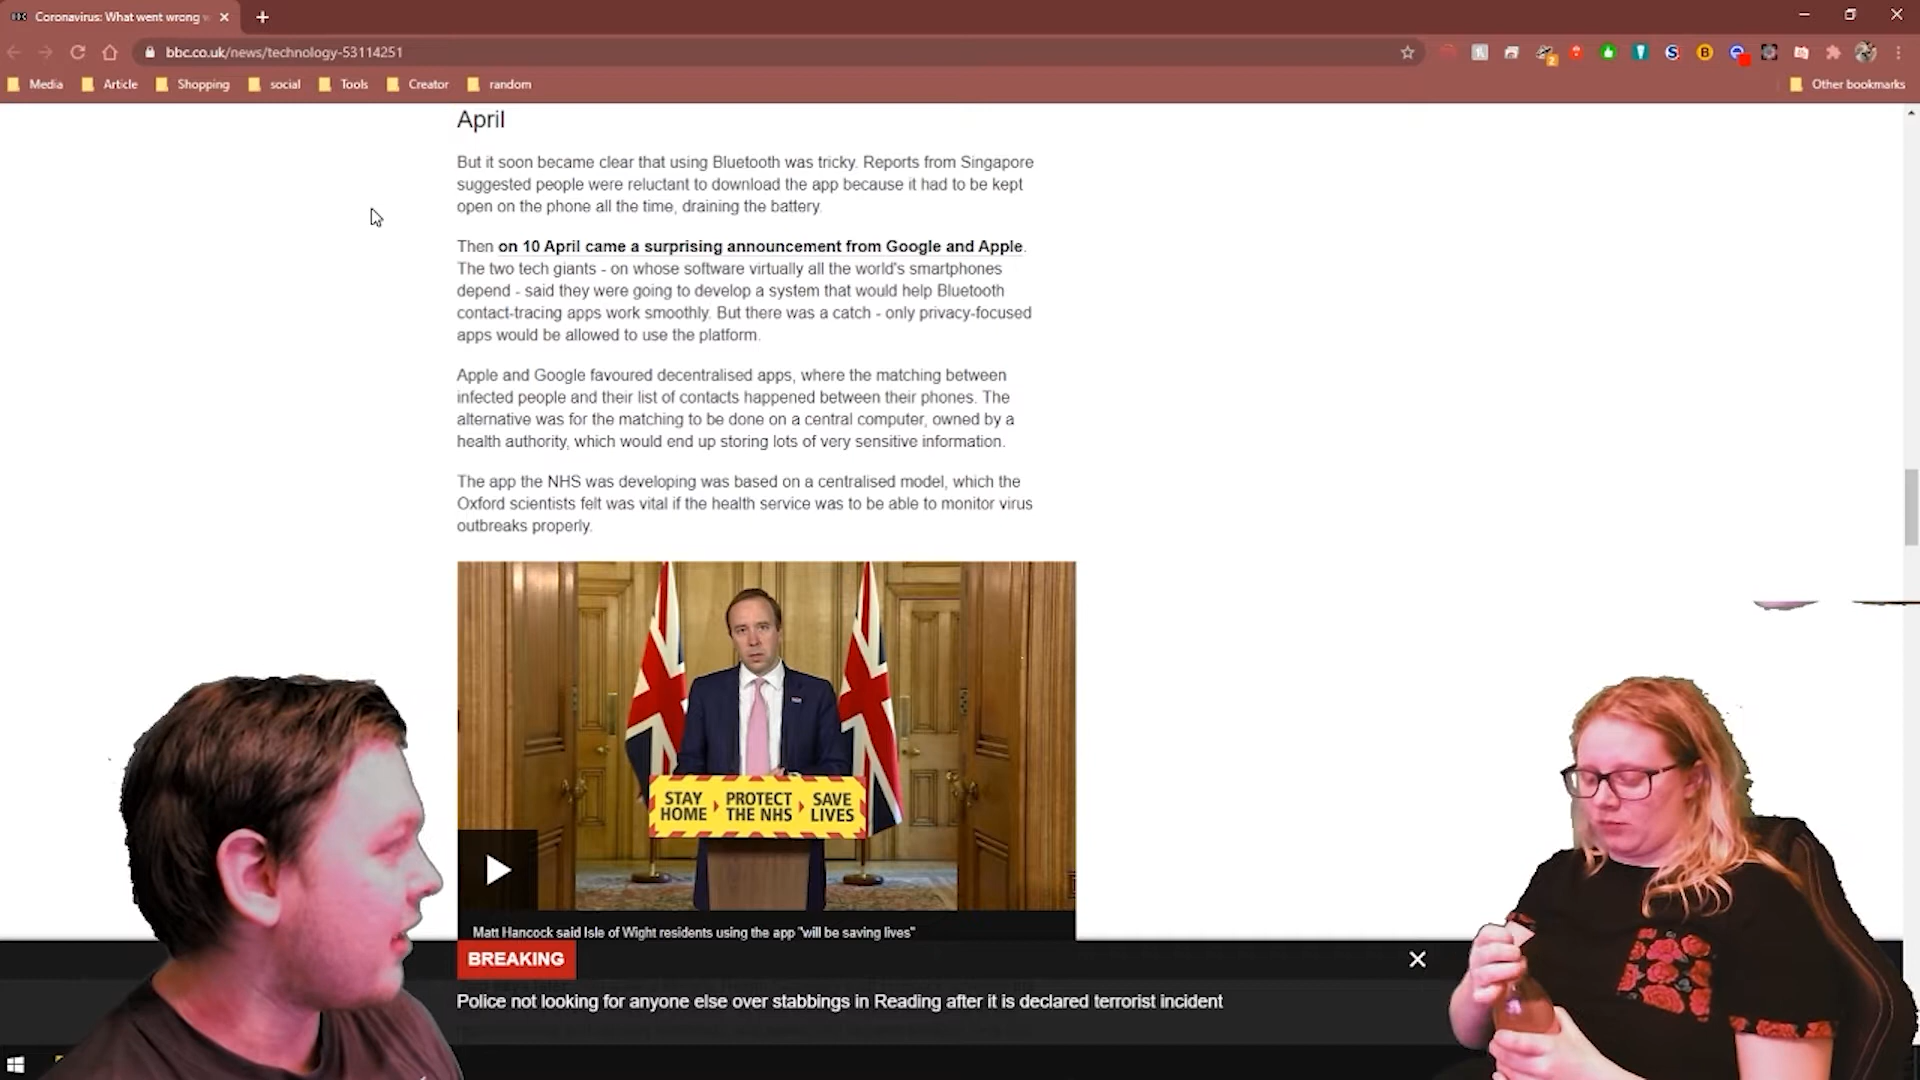 Coronavirus: What went wrong
bbc.co.uk/news/technology-53114251
Media
Article
Shopping
social
Tools
Creator
random
Other bookmarks
April
But it soon became clear that using Bluetooth was tricky. Reports from Singapore
suggested people were reluctant to download the app because it had to be kept
open on the phone all the time, draining the battery.
Then on 10 April came a surprising announcement from Google and Apple.
The two tech giants - on whose software virtually all the world's smartphones
depend - said they were going to develop a system that would help Bluetooth
contact-tracing apps work smoothly. But there was a catch - only privacy-focused
apps would be allowed to use the platform.
Apple and Google favoured decentralised apps, where the matching between
infected people and their list of contacts happened between their phones. The
alternative was for the matching to be done on a central computer, owned by a
health authority, which would end up storing lots of very sensitive information.
The app the NHS was developing was based on a centralised model, which the
Oxford scientists felt was vital if the health service was to be able to monitor virus
outbreaks properly.
STAY HOME
PROTECT THE NHS
SAVE LIVES
Matt Hancock said Isle of Wight residents using the app "will be saving lives"
BREAKING
Police not looking for anyone else over stabbings in Reading after it is declared terrorist incident